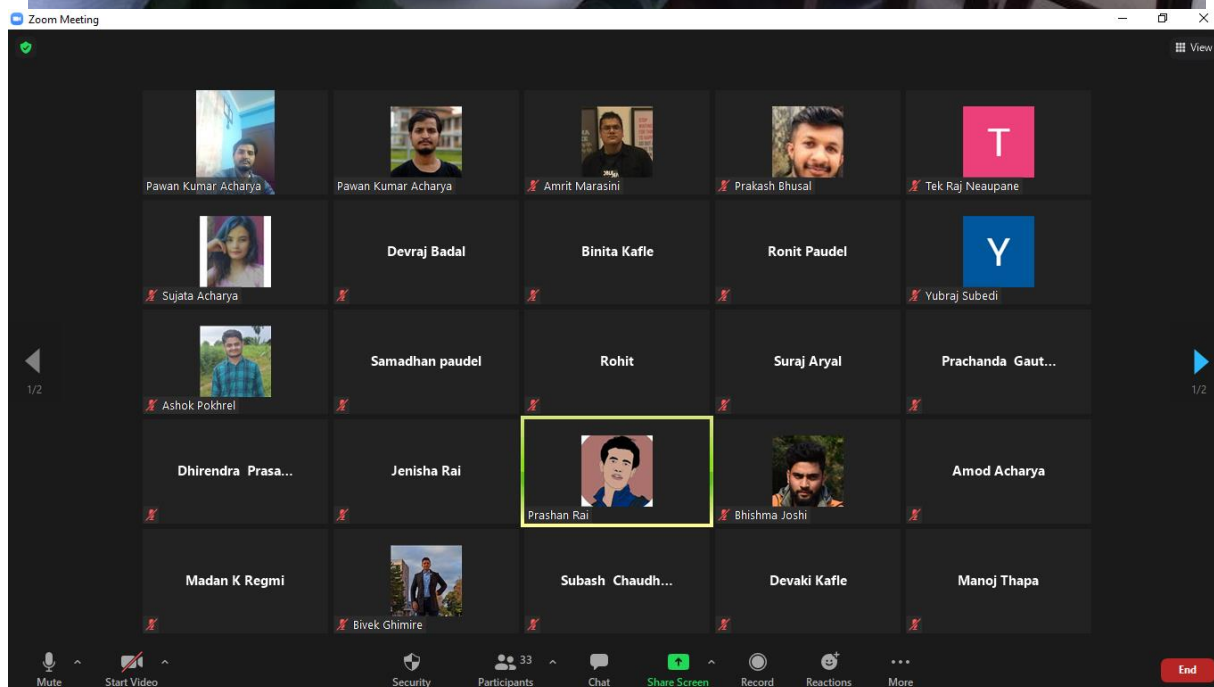 Zoom Meeting
View
Pawan Kumar Acharya
Pawan Kumar Acharya
Amrit Marasini
Prakash Bhusal
T
Tek Raj Neaupane
Sujata Acharya
Devraj Badal
Binita Kafle
Ronit Paudel
Y
Yubraj Subedi
1/2
Ashok Pokhrel
Samadhan paudel
Rohit
Suraj Aryal
Prachanda Gaut...
1/2
Dhirendra Prasa...
Jenisha Rai
Prashan Rai
Bhishma Joshi
Amod Acharya
Madan K Regmi
Bivek Ghimire
Subash Chaudh...
Devaki Kafle
Manoj Thapa
Mute
Start Video
Security
33
Participants
Chat
Share Screen
Record
Reactions
More
End